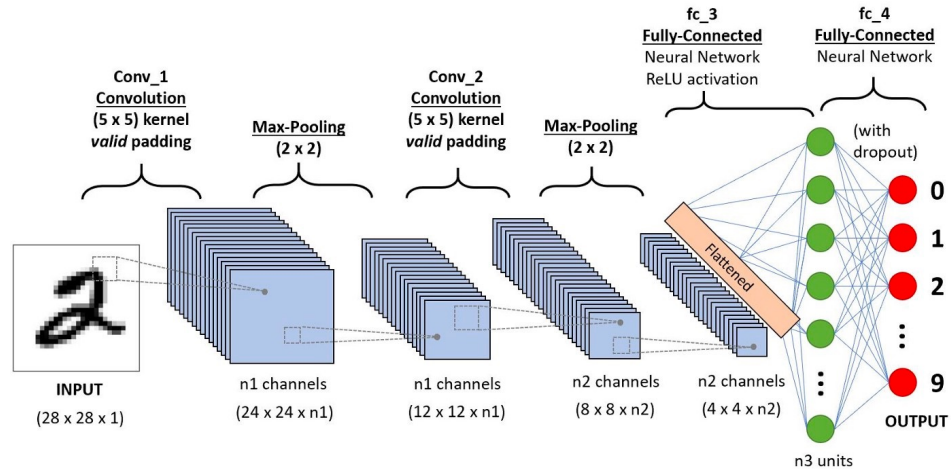 Conv_1
Convolution
(5 x 5) kernel
valid padding
Max-Pooling
(2 x 2)
Conv_2
Convolution
(5 x 5) kernel
valid padding
Max-Pooling
(2 x 2)
fc_3
Fully-Connected
Neural Network
ReLU activation
fc_4
Fully-Connected
Neural Network
(with
dropout)
2
INPUT
(28 x 28 x 1)
n1 channels
(24 x 24 x n1)
n1 channels
(12 x 12 x n1)
n2 channels
(8 x 8 x n2)
n2 channels
(4 x 4 x n2)
Flattened
n3 units
0
1
2
9
OUTPUT